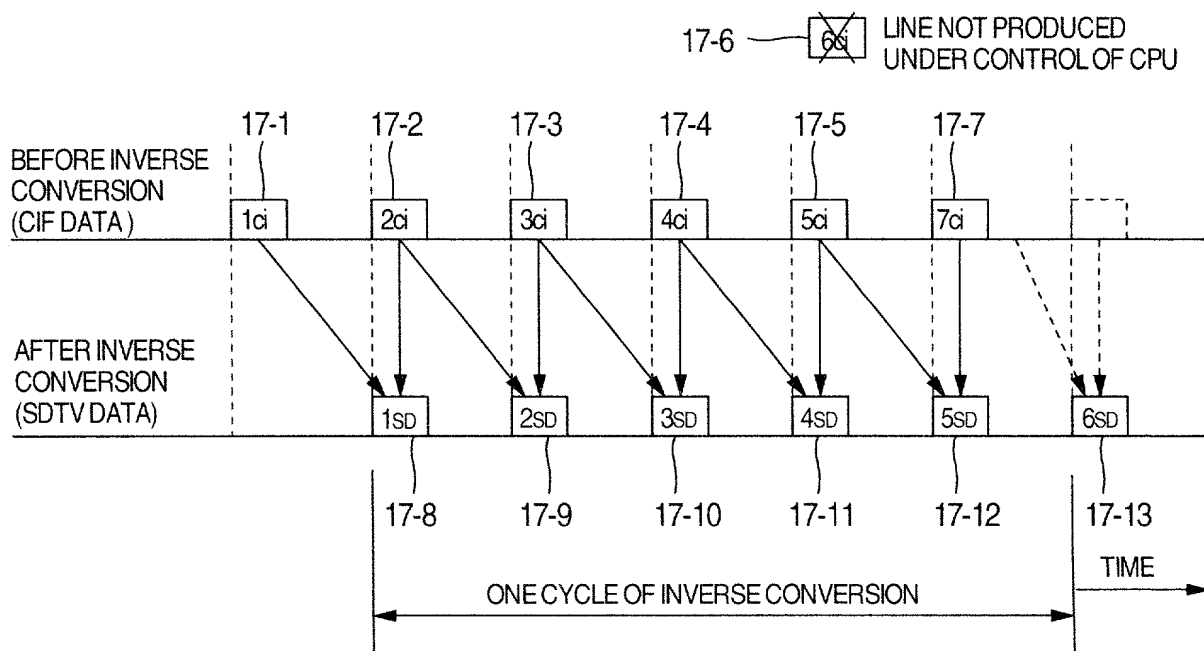 17-6
6ci
LINE NOT PRODUCED
UNDER CONTROL OF CPU
17-1 17-2 17-3 17-4 17-5 17-7
BEFORE INVERSE
CONVERSION
(CIF DATA)
1ci 2ci 3ci 4ci 5ci 7ci
AFTER INVERSE
CONVERSION
(SDTV DATA)
1SD 2SD 3SD 4SD 5SD 6SD
17-8 17-9 17-10 17-11 17-12 17-13
TIME
ONE CYCLE OF INVERSE CONVERSION